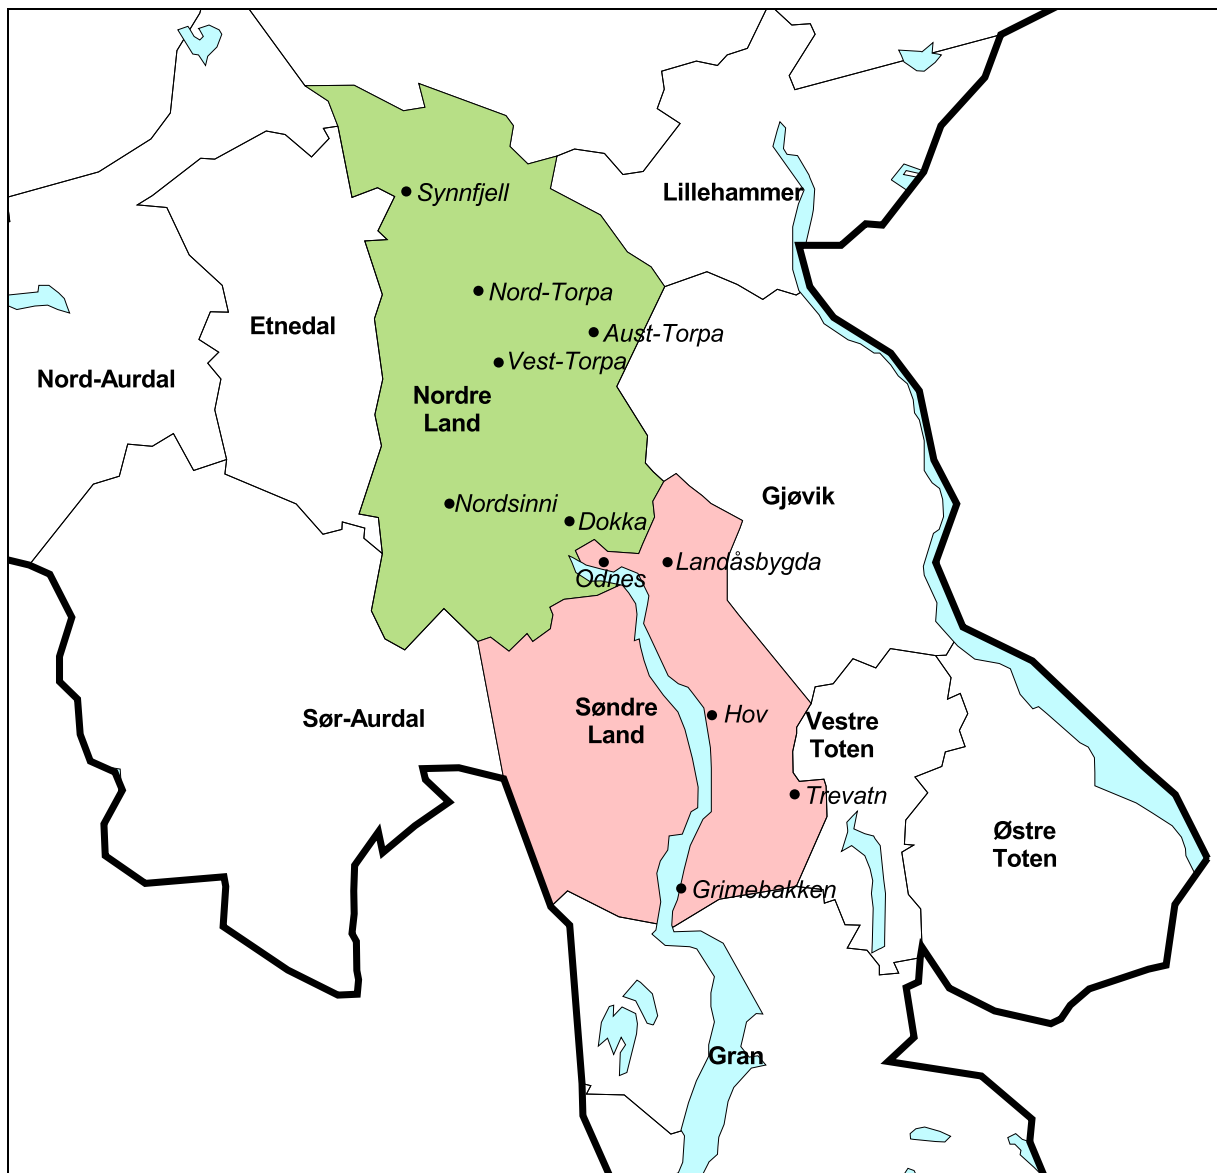 Synnfjell
Lillehammer
Nord-Torpa
Etnedal
Aust-Torpa
Vest-Torpa
Nord-Aurdal
Nordre
Land
Gjøvik
Nordsinni
Dokka
Landåsbygda
Odnes
Søndre
Land
Hov
Sør-Aurdal
Vestre
Toten
Trevatn
Østre
Toten
Grimebakken
Gran